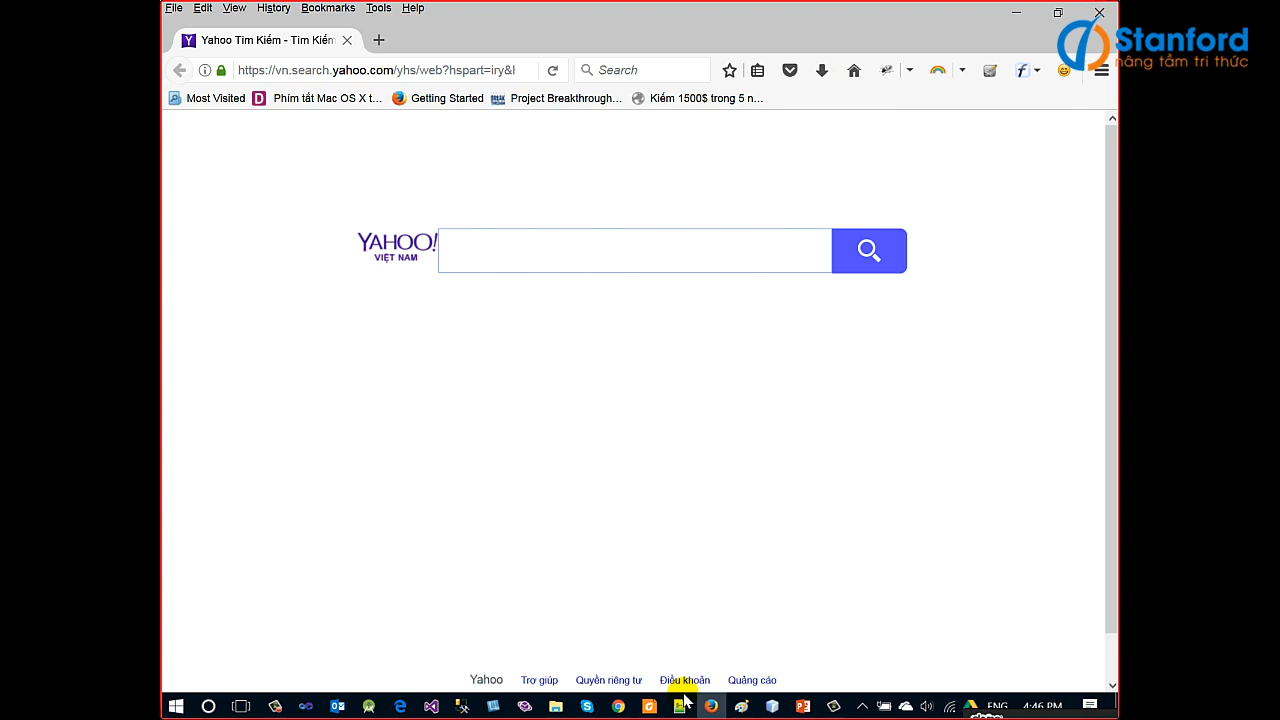 File Edit View History Bookmarks Tools Help
Yahoo Tìm Kiếm - Tìm Kiếm
https://vn.search.yahoo.com/yhs/web?hspart=iry&l
Search
Stanford
nâng tầm tri thức
Most Visited Phím tắt Mac OS X t... Getting Started Project Breakthrough... Kiếm 1500$ trong 5 n...
YAHOO!
VIỆT NAM
Yahoo Trợ giúp Quyền riêng tư Điều khoản Quảng cáo
ENG 4:46 PM